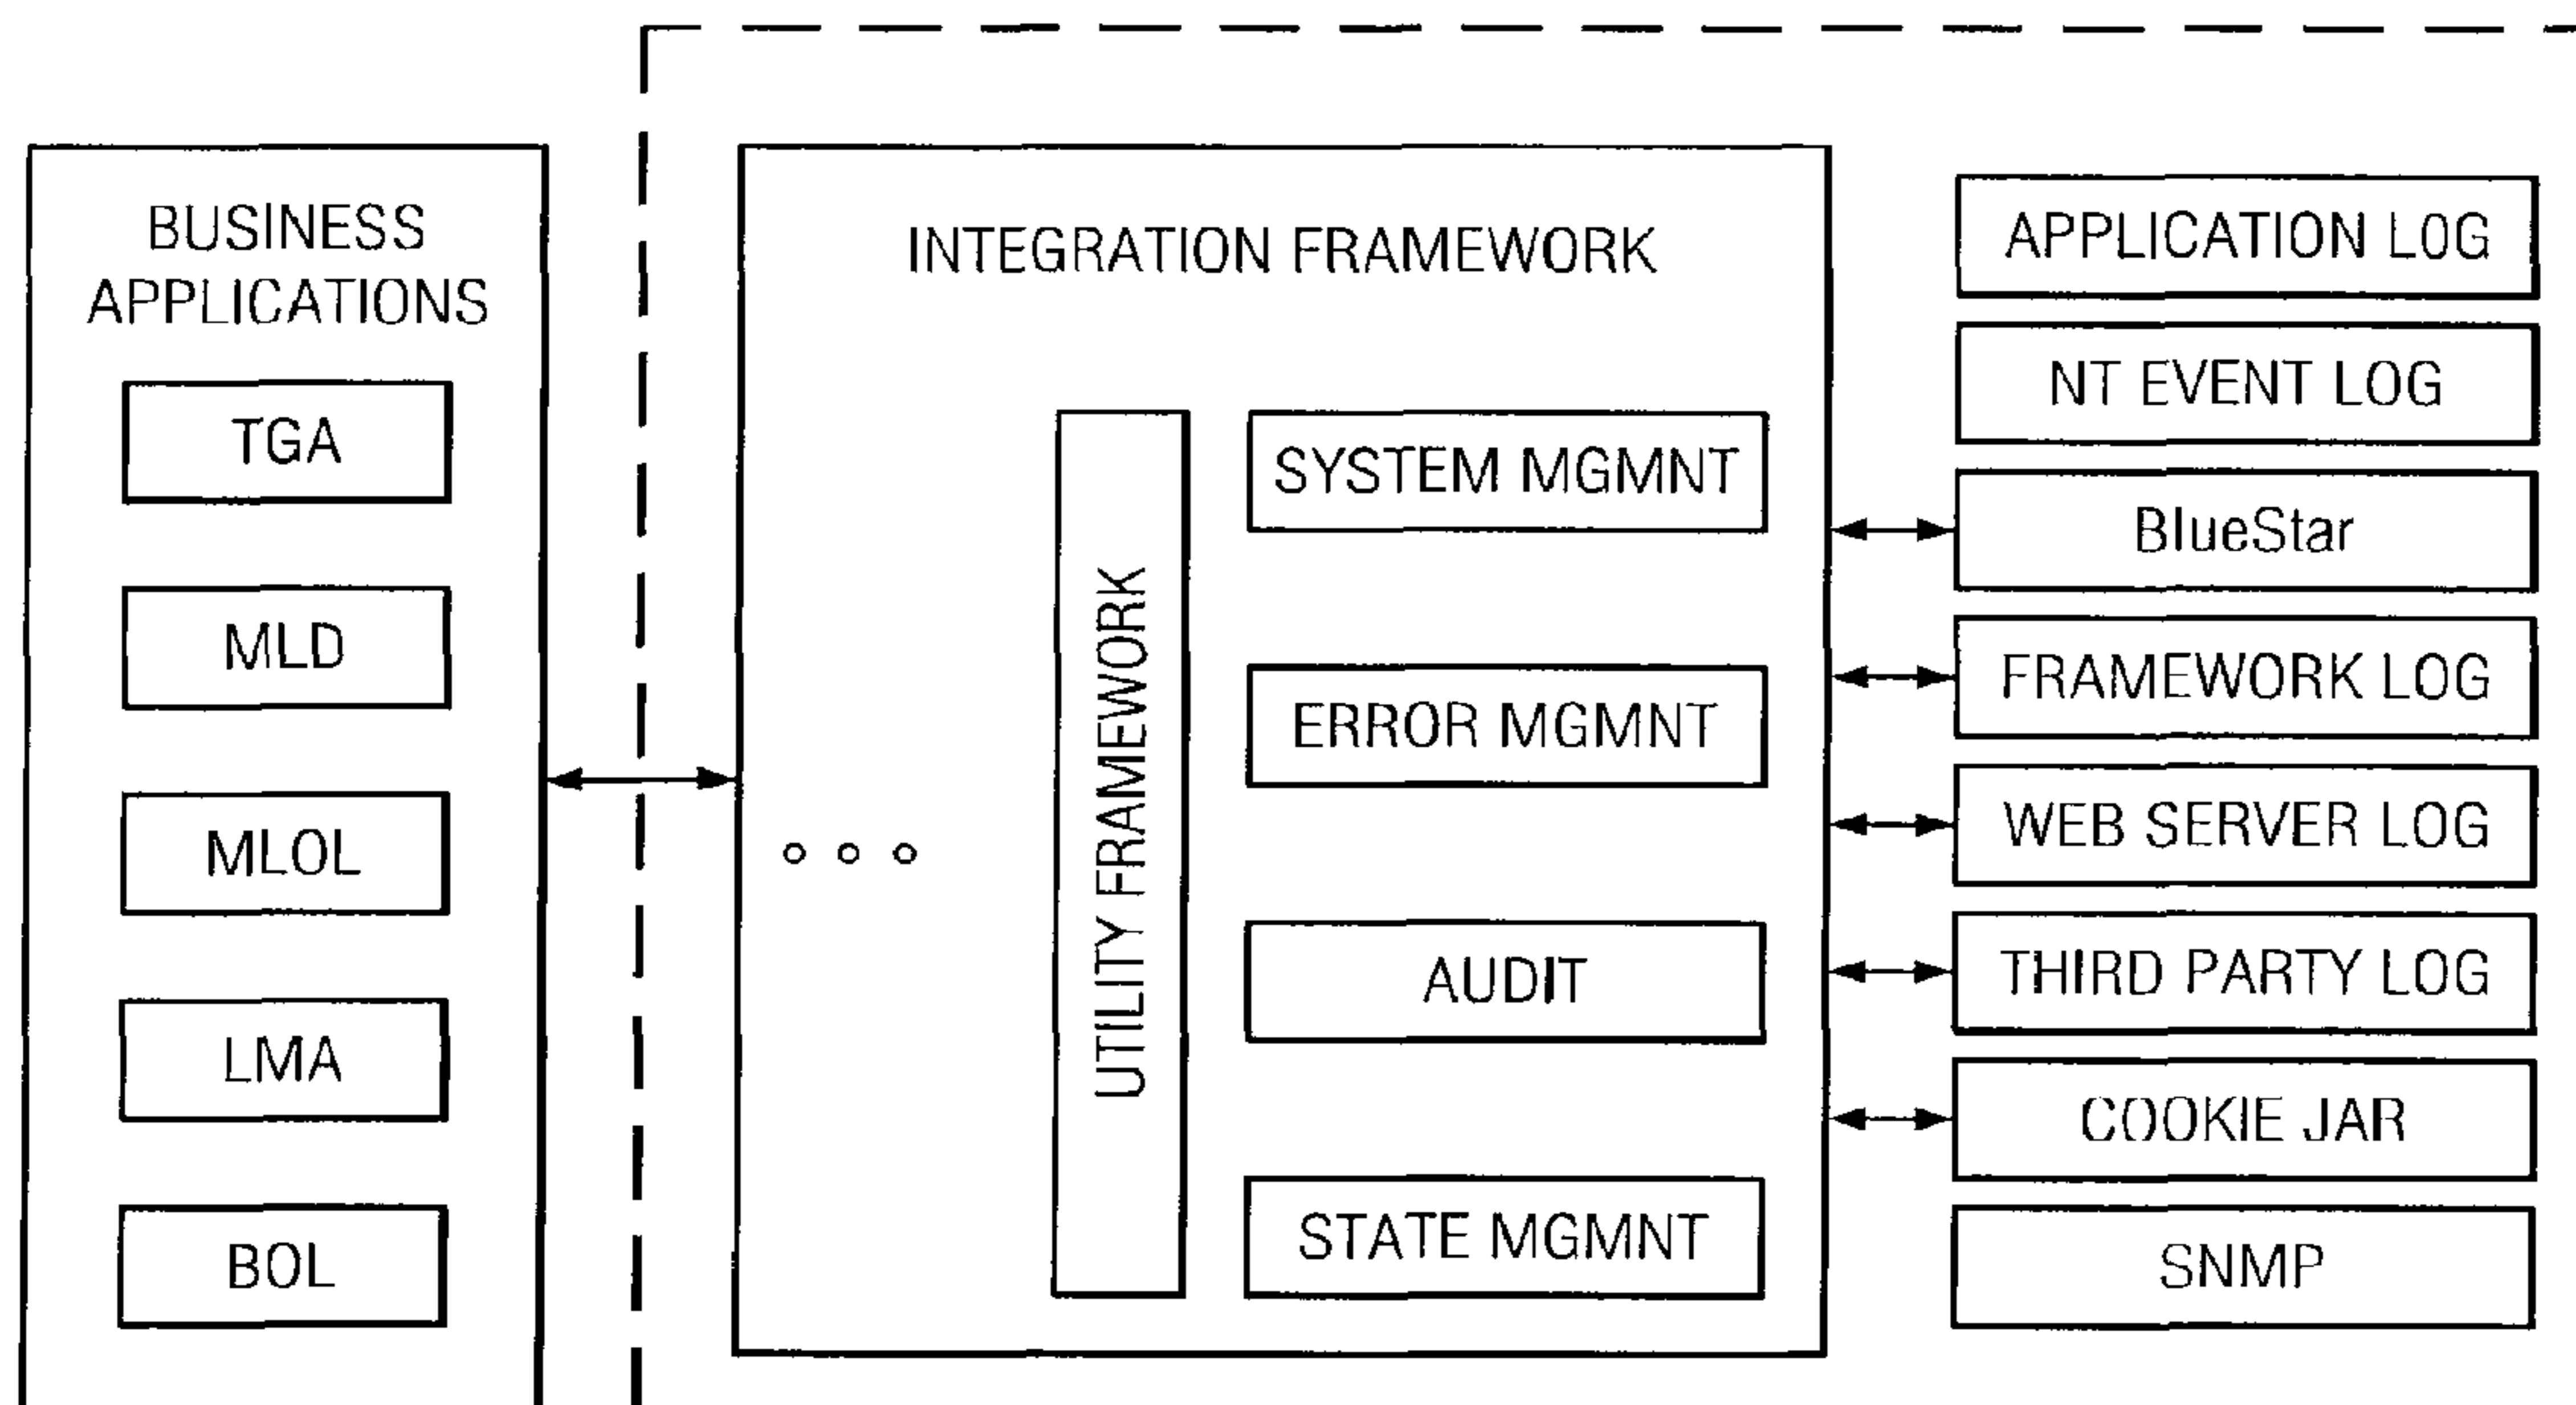 BUSINESS
APPLICATIONS
TGA
MLD
MLOL
LMA
BOL
INTEGRATION FRAMEWORK
UTILITY FRAMEWORK
SYSTEM MGMNT
ERROR MGMNT
AUDIT
STATE MGMNT
APPLICATION LOG
NT EVENT LOG
BlueStar
FRAMEWORK LOG
WEB SERVER LOG
THIRD PARTY LOG
COOKIE JAR
SNMP